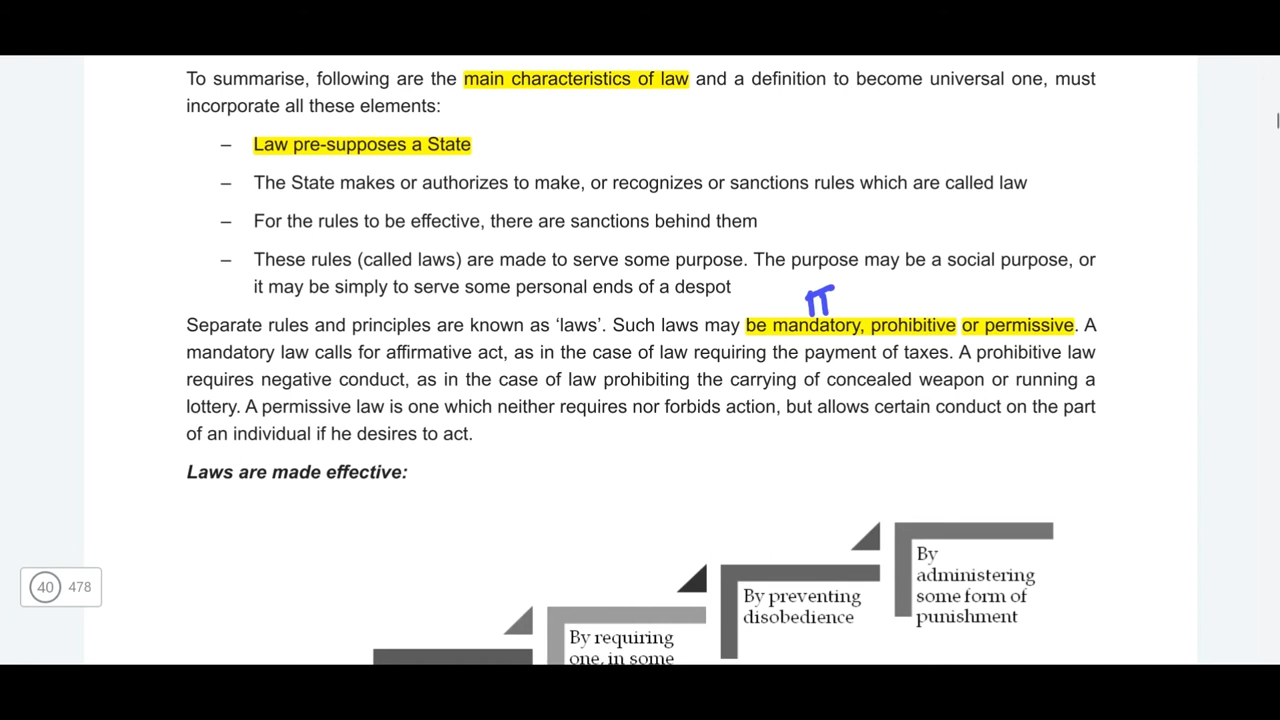 To summarise, following are the main characteristics of law and a definition to become universal one, must
incorporate all these elements:
– Law pre-supposes a State
– The State makes or authorizes to make, or recognizes or sanctions rules which are called law
– For the rules to be effective, there are sanctions behind them
– These rules (called laws) are made to serve some purpose. The purpose may be a social purpose, or
it may be simply to serve some personal ends of a despot
IT
Separate rules and principles are known as ‘laws’. Such laws may be mandatory, prohibitive or permissive. A
mandatory law calls for affirmative act, as in the case of law requiring the payment of taxes. A prohibitive law
requires negative conduct, as in the case of law prohibiting the carrying of concealed weapon or running a
lottery. A permissive law is one which neither requires nor forbids action, but allows certain conduct on the part
of an individual if he desires to act.
Laws are made effective:
By requiring
one, in some
By preventing
disobedience
By
administering
some form of
punishment
40 478